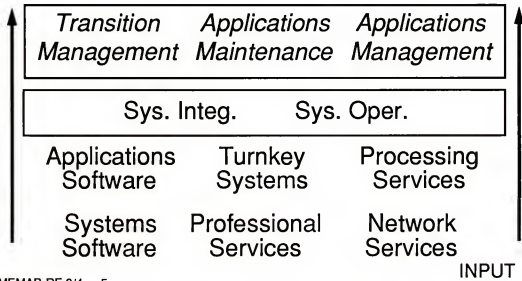 Transition Applications Applications
Management Maintenance Management
Sys. Integ. Sys. Oper.
Applications Turnkey Processing
Software Systems Services
Systems Professional Network
Software Services Services
INPUT